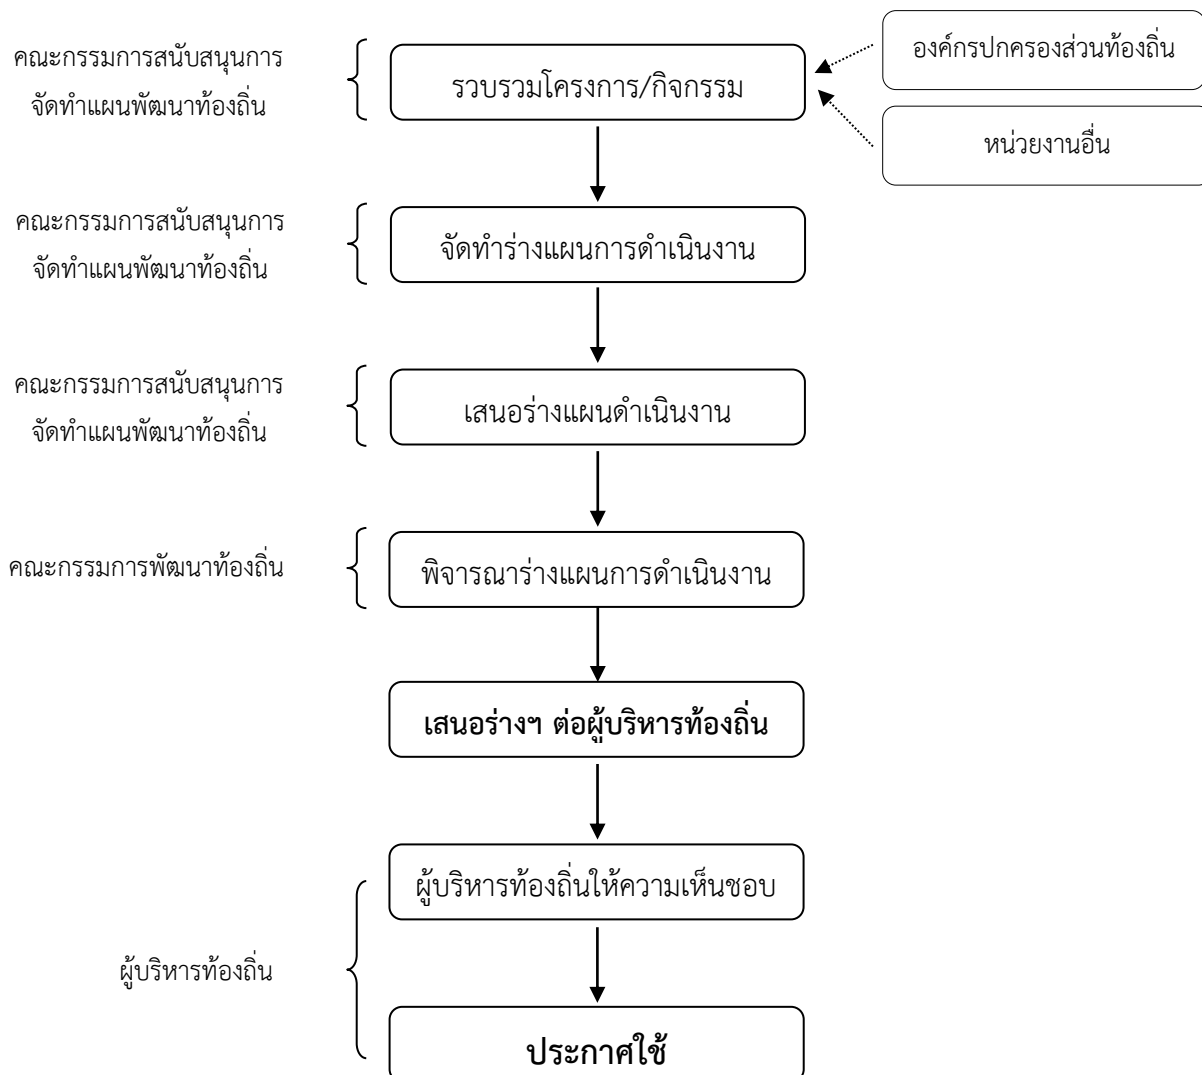 คณะกรรมการสนับสนุนการ
จัดทำแผนพัฒนาท้องถิ่น
รวบรวมโครงการ/กิจกรรม
องค์กรปกครองส่วนท้องถิ่น
หน่วยงานอื่น
คณะกรรมการสนับสนุนการ
จัดทำแผนพัฒนาท้องถิ่น
จัดทำร่างแผนการดำเนินงาน
คณะกรรมการสนับสนุนการ
จัดทำแผนพัฒนาท้องถิ่น
เสนอร่างแผนดำเนินงาน
คณะกรรมการพัฒนาท้องถิ่น
พิจารณาร่างแผนการดำเนินงาน
เสนอร่างฯ ต่อผู้บริหารท้องถิ่น
ผู้บริหารท้องถิ่นให้ความเห็นชอบ
ผู้บริหารท้องถิ่น
ประกาศใช้